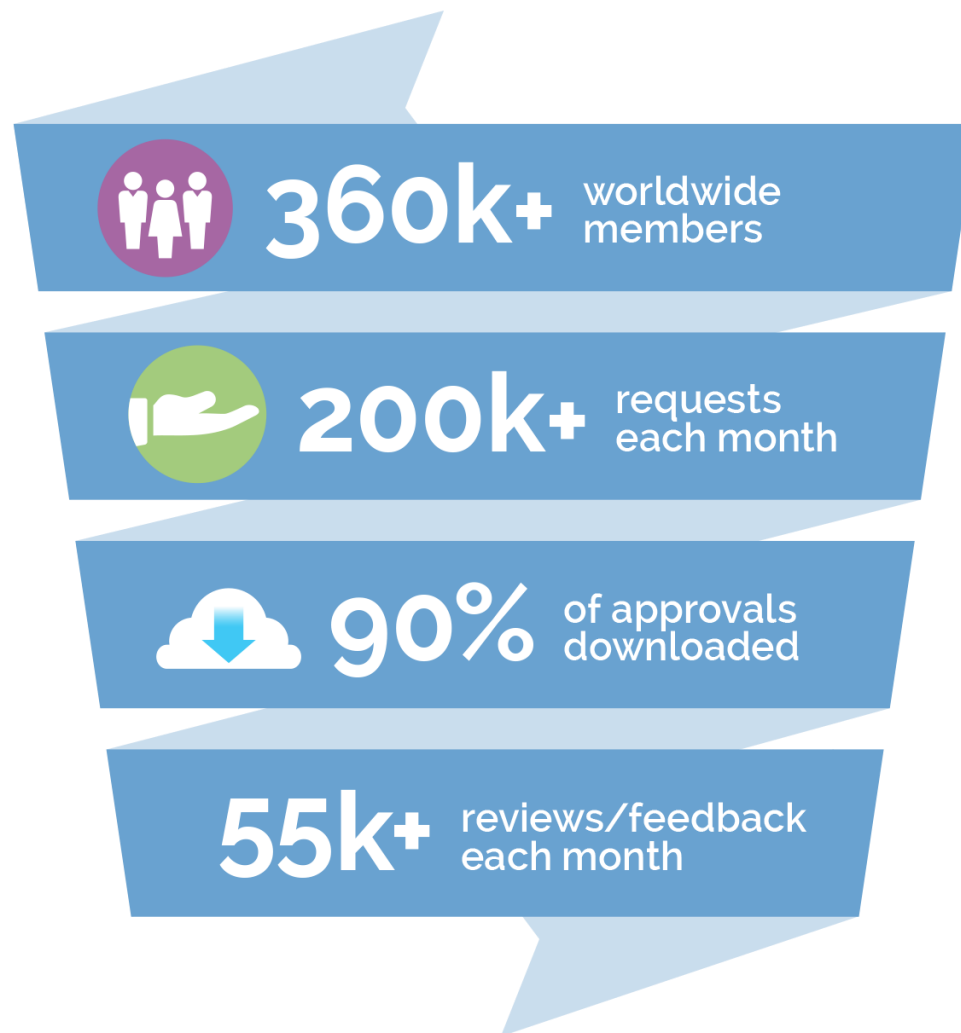 360k+ worldwide
members
200k+ requests
each month
90% of approvals
downloaded
55k+ reviews/feedback
each month